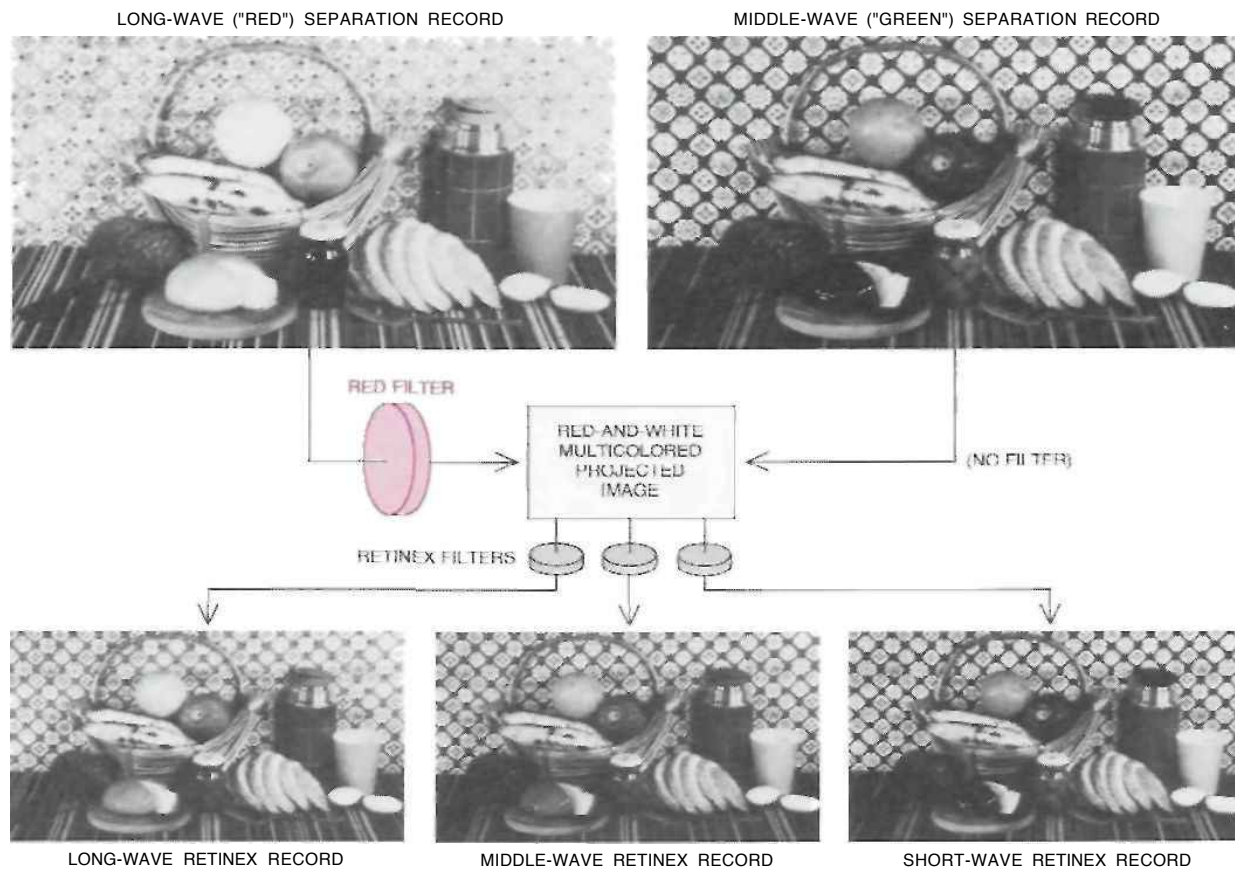 LONG-WAVE ("RED") SEPARATION RECORD
MIDDLE-WAVE ("GREEN") SEPARATION RECORD
RED FILTER
RED-AND-WHITE
MULTICOLORED
PROJECTED
IMAGE
(NO FILTER)
RETINEX FILTERS
LONG-WAVE RETINEX RECORD
MIDDLE-WAVE RETINEX RECORD
SHORT-WAVE RETINEX RECORD